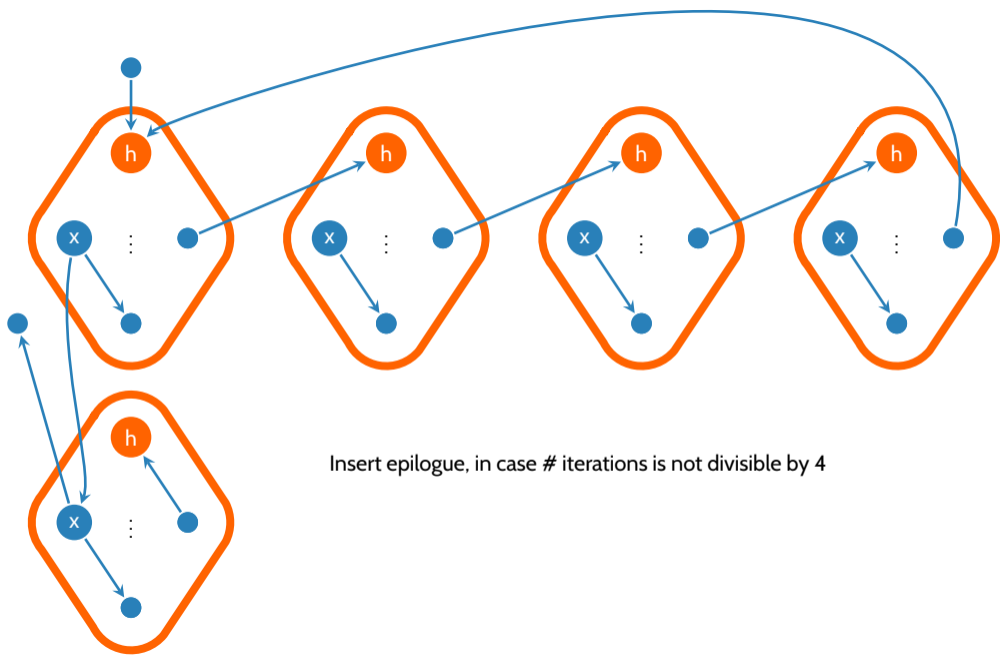 h h h h
x ⋮ x ⋮ x ⋮ x ⋮
h
Insert epilogue, in case # iterations is not divisible by 4
x ⋮